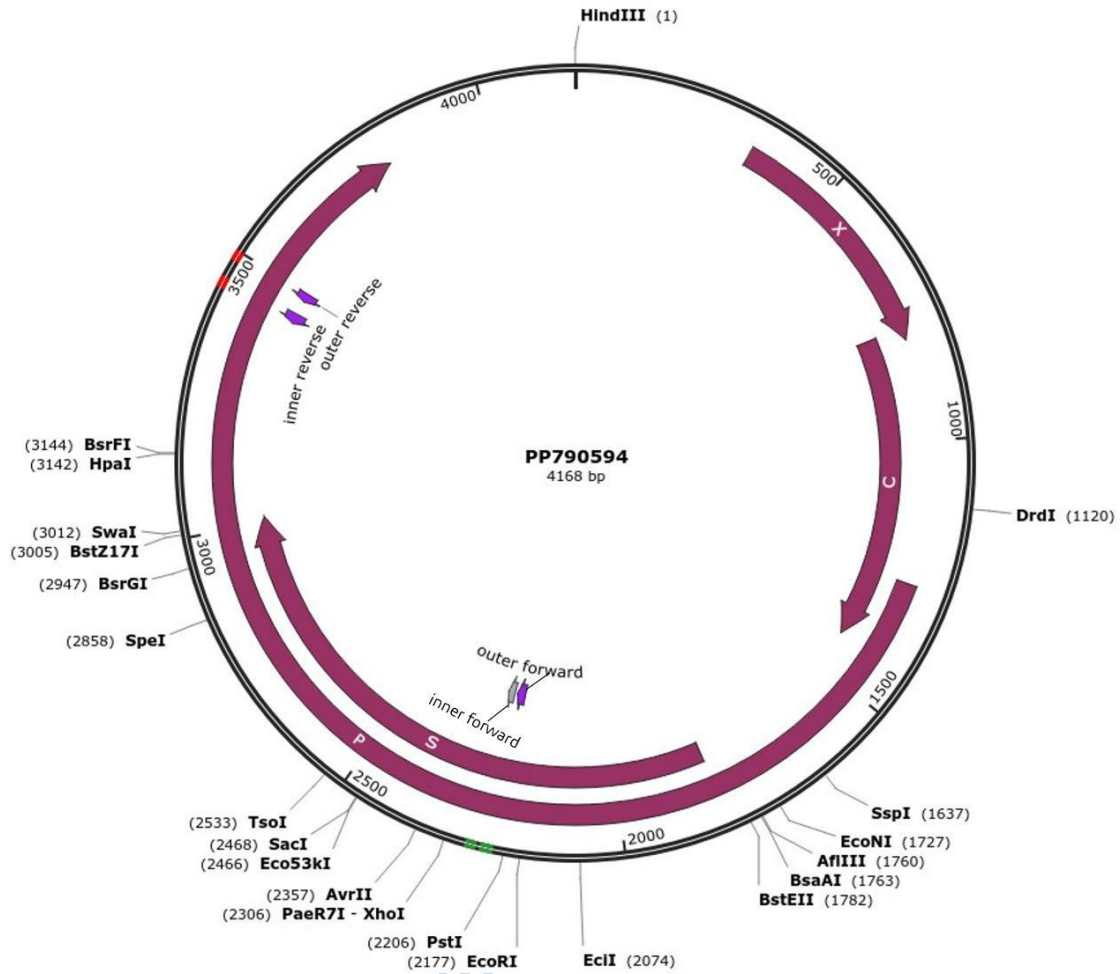 HindIII (1)
4000
500
X
3500
outer reverse
inner reverse
1000
(3144) BsrFI
(3142) HpaI
PP790594
4168 bp
C
DrdI (1120)
(3012) SwaI
(3005) BstZ17I
3000
(2947) BsrGI
(2858) SpeI
outer forward
inner forward
1500
P
S
2500
2000
(2533) TsoI
(2468) SacI
(2466) Eco53kI
(2357) AvrII
(2306) PaeR7I - XhoI
(2206) PstI
(2177) EcoRI
EciI (2074)
SspI (1637)
EcoNI (1727)
AflIII (1760)
BsaAI (1763)
BstEII (1782)